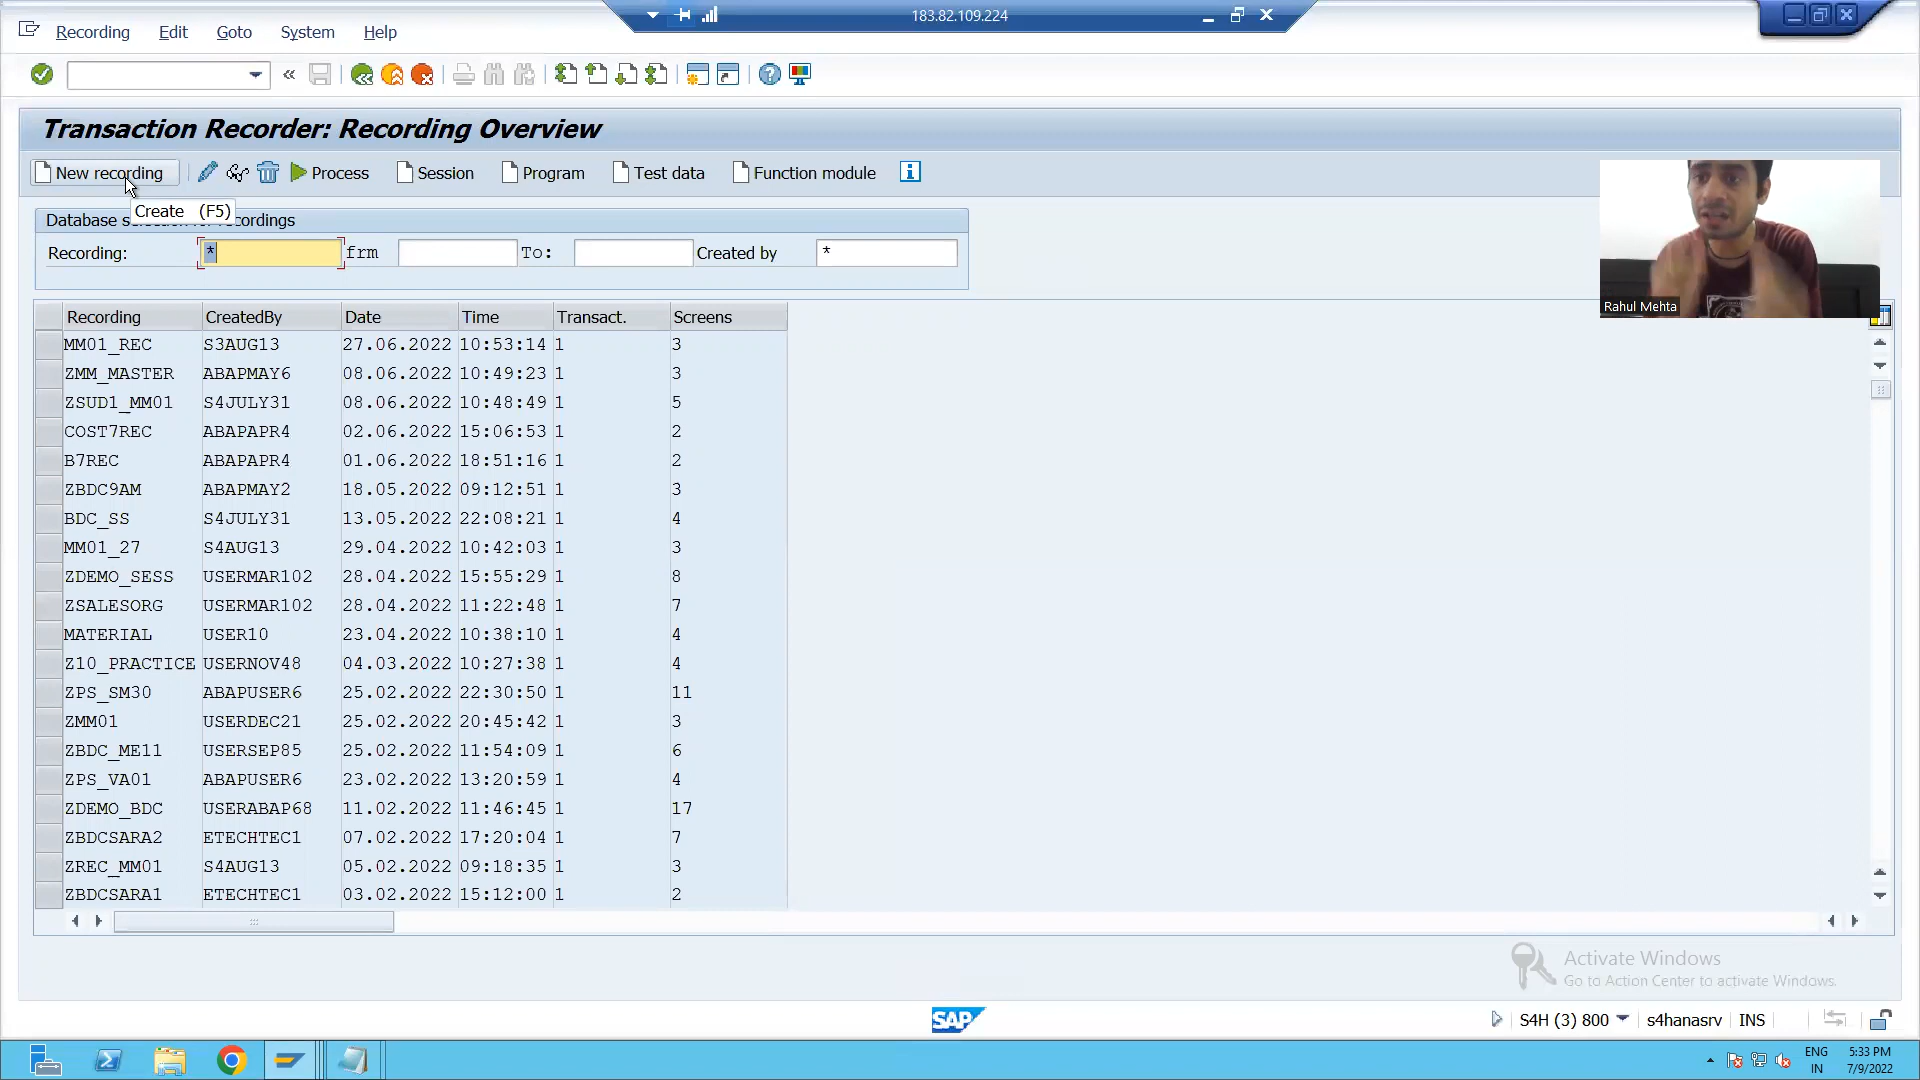 183.82.109.224
Recording Edit Goto System Help
Transaction Recorder: Recording Overview
New recording Process Session Program Test data Function module
Create (F5)
Database s
cordings
Recording: * frm To: Created by *
Rahul Mehta
Recording CreatedBy Date Time Transact. Screens
MM01_REC S3AUG13 27.06.2022 10:53:14 1 3
ZMM_MASTER ABAPMAY6 08.06.2022 10:49:23 1 3
ZSUD1_MM01 S4JULY31 08.06.2022 10:48:49 1 5
COST7REC ABAPAPR4 02.06.2022 15:06:53 1 2
B7REC ABAPAPR4 01.06.2022 18:51:16 1 2
ZBDC9AM ABAPMAY2 18.05.2022 09:12:51 1 3
BDC_SS S4JULY31 13.05.2022 22:08:21 1 4
MM01_27 S4AUG13 29.04.2022 10:42:03 1 3
ZDEMO_SESS USERMAR102 28.04.2022 15:55:29 1 8
ZSALESORG USERMAR102 28.04.2022 11:22:48 1 7
MATERIAL USER10 23.04.2022 10:38:10 1 4
Z10_PRACTICE USERNOV48 04.03.2022 10:27:38 1 4
ZPS_SM30 ABAPUSER6 25.02.2022 22:30:50 1 11
ZMM01 USERDEC21 25.02.2022 20:45:42 1 3
ZBDC_ME11 USERSEP85 25.02.2022 11:54:09 1 6
ZPS_VA01 ABAPUSER6 23.02.2022 13:20:59 1 4
ZDEMO_BDC USERABAP68 11.02.2022 11:46:45 1 17
ZBDCSARA2 ETECHTEC1 07.02.2022 17:20:04 1 7
ZREC_MM01 S4AUG13 05.02.2022 09:18:35 1 3
ZBDCSARA1 ETECHTEC1 03.02.2022 15:12:00 1 2
Activate Windows
Go to Action Center to activate Windows.
SAP
S4H (3) 800 s4hanasrv INS
ENG 5:33 PM
IN 7/9/2022